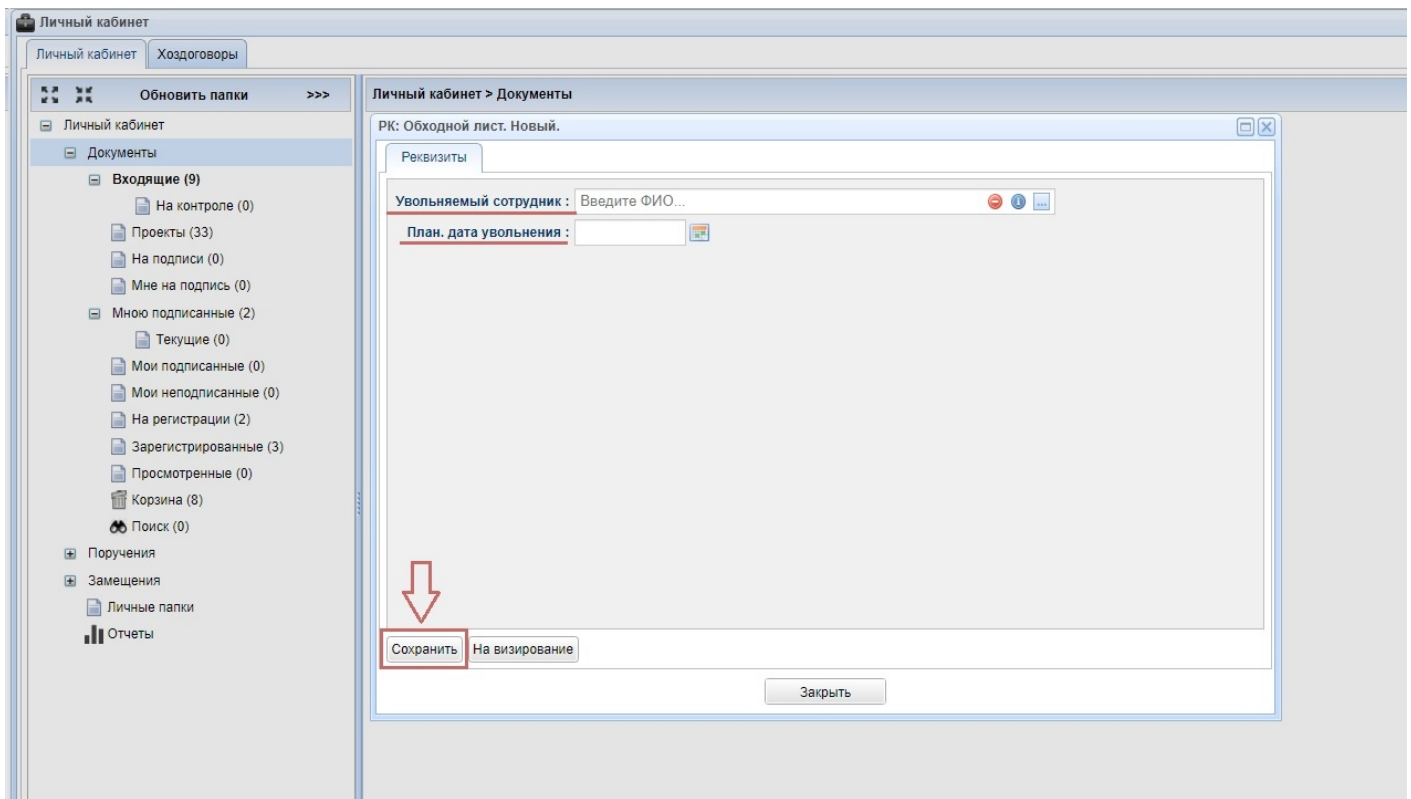 Личный кабинет
Личный кабинет Хоздоговоры
Обновить папки >>>
Личный кабинет
Документы
Входящие (9)
На контроле (0)
Проекты (33)
На подписи (0)
Мне на подпись (0)
Мною подписанные (2)
Текущие (0)
Мои подписанные (0)
Мои неподписанные (0)
На регистрации (2)
Зарегистрированные (3)
Просмотренные (0)
Корзина (8)
Поиск (0)
Поручения
Замещения
Личные папки
Отчеты
Личный кабинет > Документы
РК: Обходной лист. Новый.
Реквизиты
Увольняемый сотрудник : Введите ФИО... ...
План. дата увольнения :
Сохранить На визирование
Закрыть